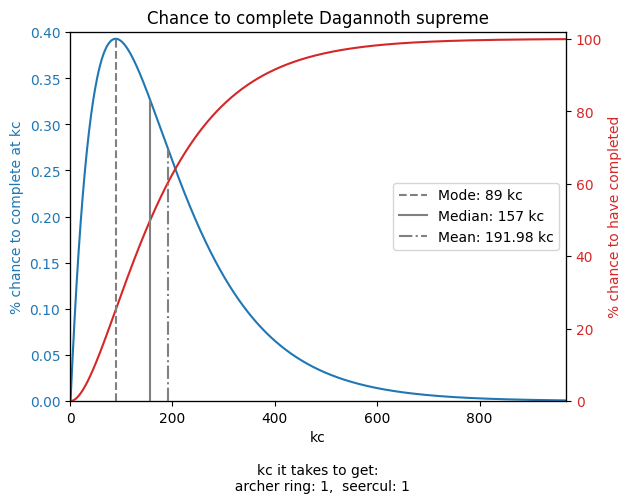 Chance to complete Dagannoth supreme
0.40
0.35
0.30
0.25
0.20
0.15
0.10
0.05
0.00
% chance to complete at kc
Mode: 89 kc
Median: 157 kc
Mean: 191.98 kc
100
80
60
40
20
0
% chance to have completed
0 200 400 600 800
kc
kc it takes to get:
archer ring: 1,  seercul: 1